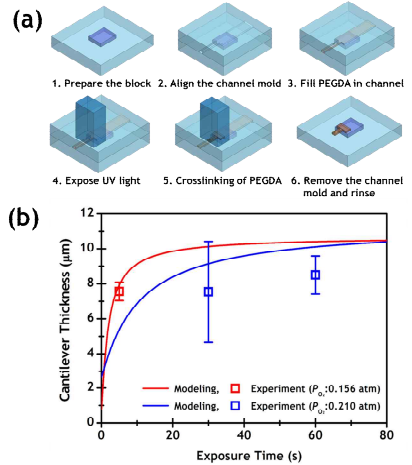 (a)
1. Prepare the block
2. Align the channel mold
3. Fill PEGDA in channel
4. Expose UV light
5. Crosslinking of PEGDA
6. Remove the channel
mold and rinse
(b)
Cantilever Thickness (μm)
12
10
8
6
4
2
0
Modeling, Experiment (PO₂:0.156 atm)
Modeling, Experiment (PO₂:0.210 atm)
0 20 40 60 80
Exposure Time (s)